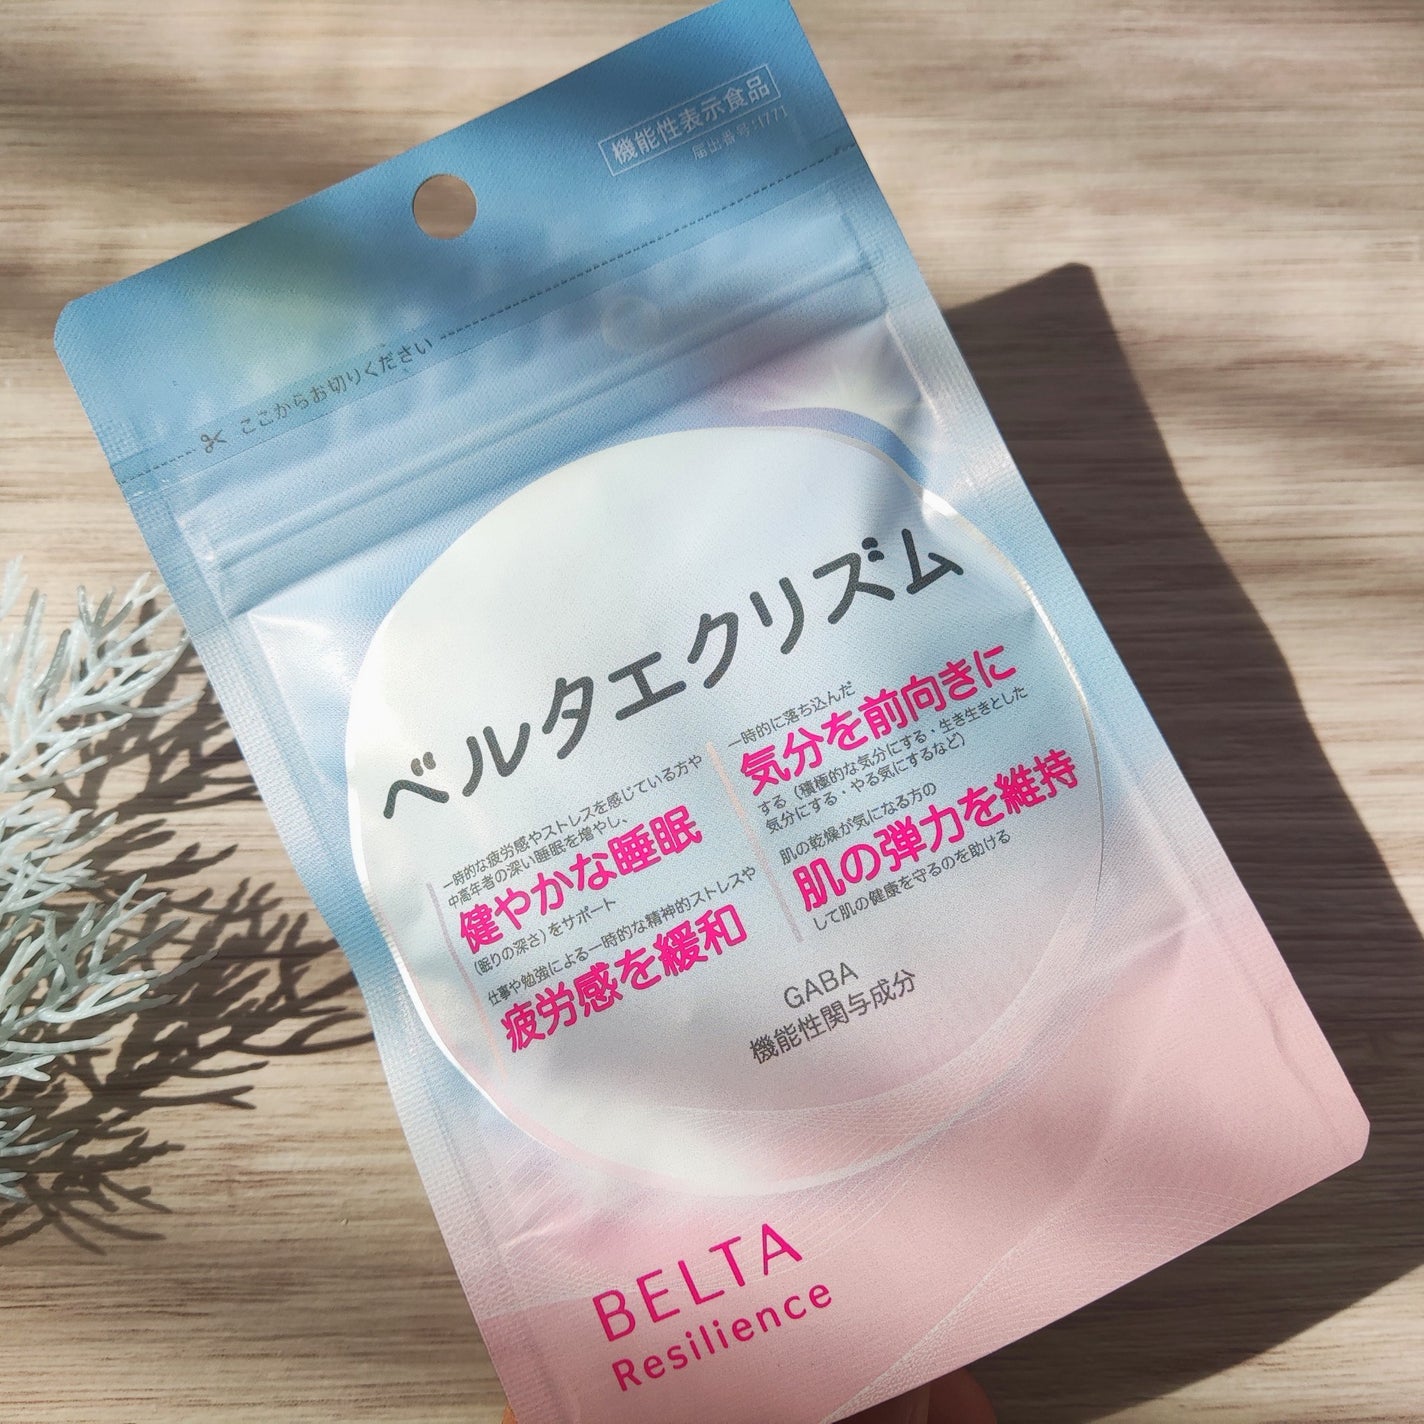 機能性表示食品
届出番号:I771
ここからお切りください
ベルタエクリズム
一時的な疲労感やストレスを感じている方や
中高年者の深い睡眠を増やし、
健やかな睡眠
（眠りの深さ）をサポート
仕事や勉強による一時的な精神的ストレスや
疲労感を緩和
一時的に落ち込んだ
気分を前向きに
する（積極的な気分にする・生き生きとした
気分にする・やる気にするなど）
肌の乾燥が気になる方の
肌の弾力を維持
して肌の健康を守るのを助ける
GABA
機能性関与成分
BELTA
Resilience